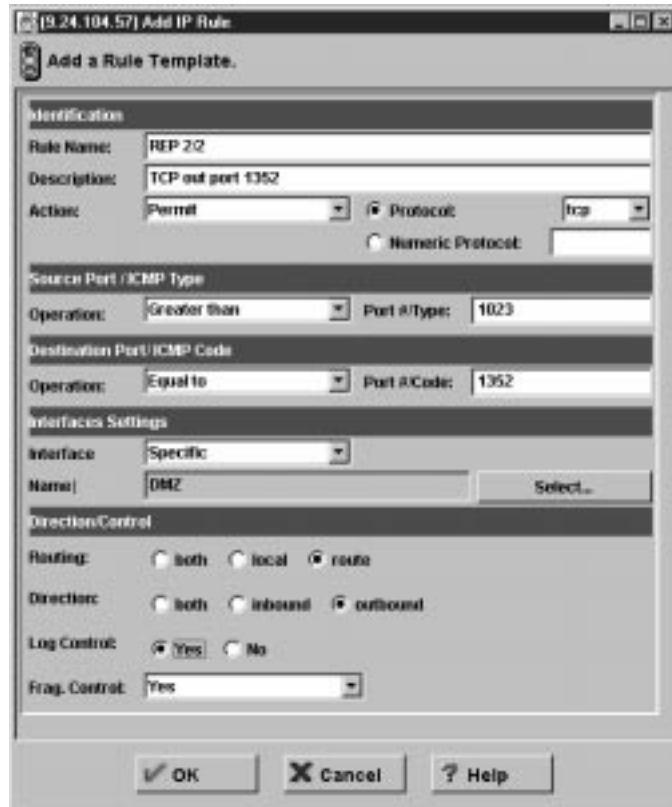 (9.24.104.57) Add IP Rule
Add a Rule Template.
Identification
Rule Name: REP 2/2
Description: TCP out port 1352
Action: Permit Protocol: tcp
Numeric Protocol:
Source Port / ICMP Type
Operation: Greater than Port #/Type: 1023
Destination Port/ ICMP Code
Operation: Equal to Port #/Code: 1352
Interfaces Settings
Interface Specific
Name| DMZ Select...
Direction/Control
Routing: both local route
Direction: both inbound outbound
Log Control: Yes No
Frag. Control: Yes
OK Cancel ? Help